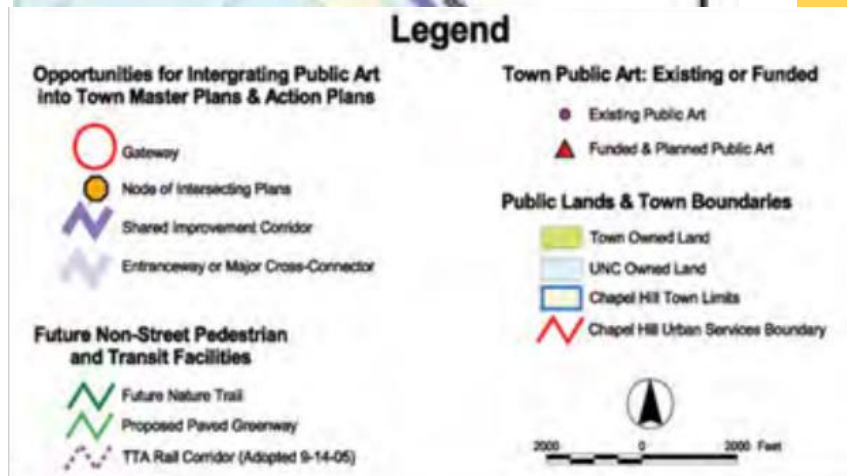 Legend
Opportunities for Intergrating Public Art
into Town Master Plans & Action Plans
Gateway
Node of Intersecting Plans
Shared Improvement Corridor
Entranceway or Major Cross-Connector
Future Non-Street Pedestrian
and Transit Facilities
Future Nature Trail
Proposed Paved Greenway
TTA Rail Corridor (Adopted 9-14-05)
Town Public Art: Existing or Funded
Existing Public Art
Funded & Planned Public Art
Public Lands & Town Boundaries
Town Owned Land
UNC Owned Land
Chapel Hill Town Limits
Chapel Hill Urban Services Boundary
2000 0 2000 Feet